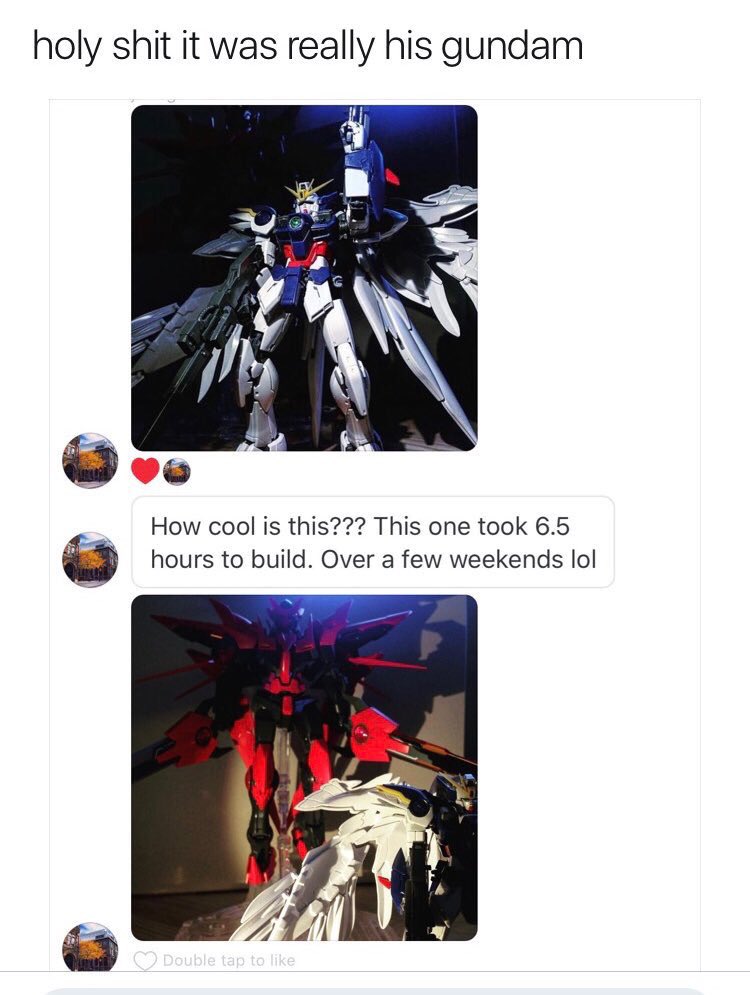 holy shit it was really his gundam
How cool is this??? This one took 6.5
hours to build. Over a few weekends lol
Double tap to like